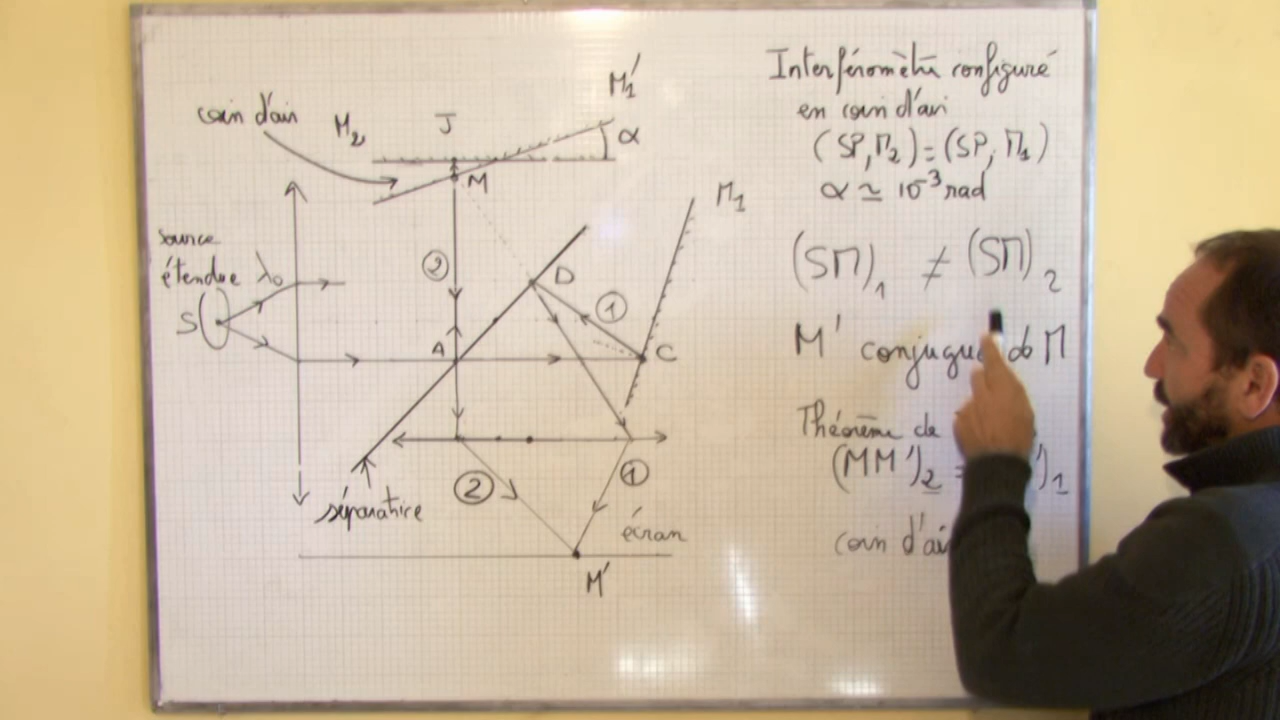 Interféromètre configuré
en coin d'air
(SP, M₂) = (SP, M₁)
α ≃ 10⁻³ rad
(SM)₁ ≠ (SM)₂
M' conjugué de M
Théorème de
(MM')₂ = ')₁
coin d'air
coin d'air
M₂
J
M₁'
α
M
M₁
source
étendue λ₀
S
②
D
①
A
C
②
①
séparatrice
écran
M'